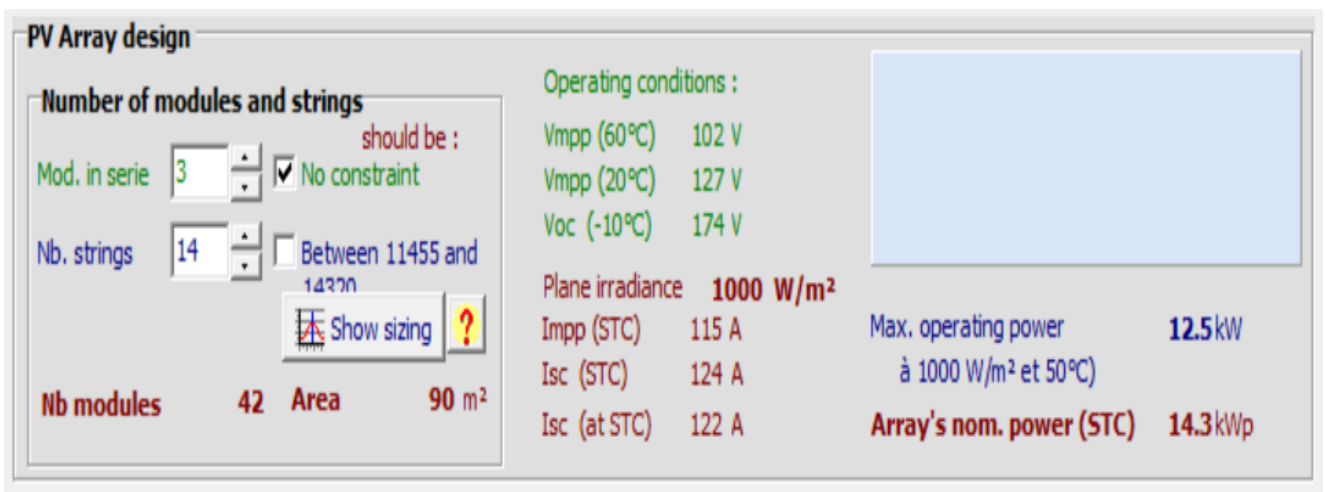 PV Array design
Number of modules and strings
should be :
Mod. in serie 3 No constraint
Nb. strings 14 Between 11455 and
14320
Show sizing ?
Nb modules 42 Area 90 m²
Operating conditions :
Vmpp (60°C) 102 V
Vmpp (20°C) 127 V
Voc (-10°C) 174 V
Plane irradiance 1000 W/m²
Impp (STC) 115 A
Isc (STC) 124 A
Isc (at STC) 122 A
Max. operating power 12.5 kW
à 1000 W/m² et 50°C)
Array's nom. power (STC) 14.3 kWp